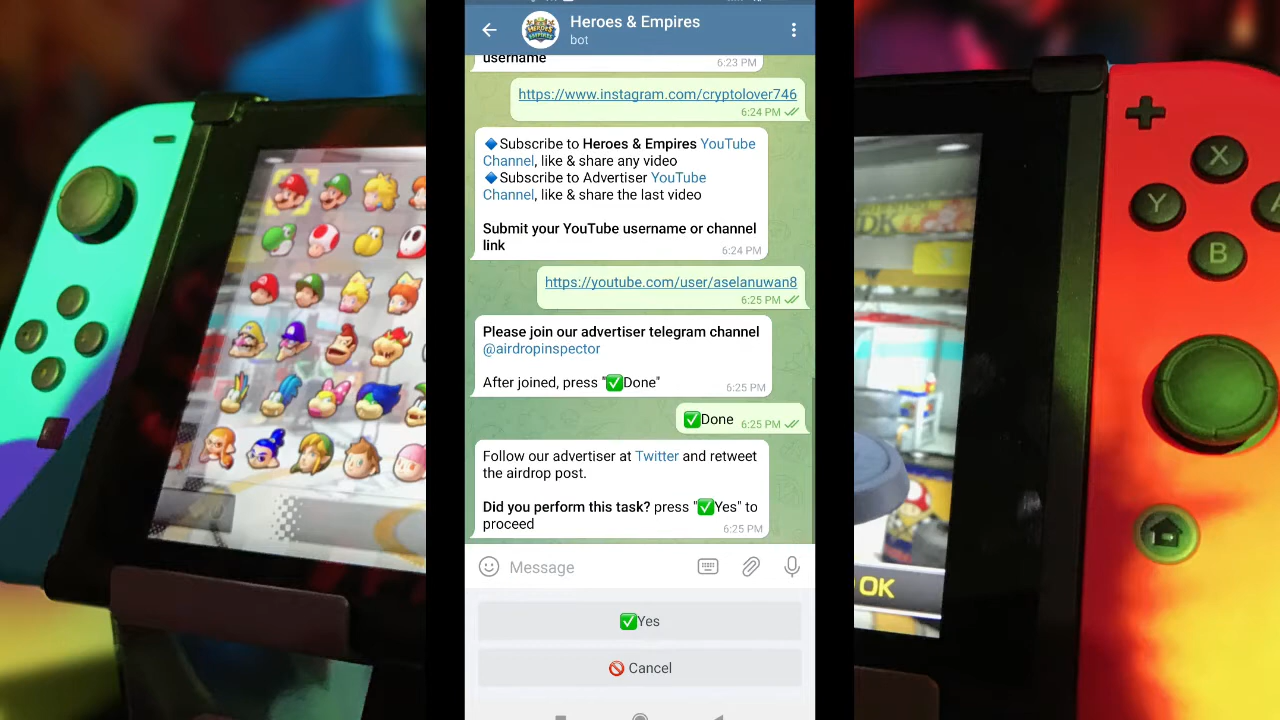 Heroes & Empires
bot
username
6:23 PM
https://www.instagram.com/cryptolover746
6:24 PM
🔷Subscribe to Heroes & Empires YouTube
Channel, like & share any video
🔷Subscribe to Advertiser YouTube
Channel, like & share the last video
Submit your YouTube username or channel
link
6:24 PM
https://youtube.com/user/aselanuwan8
6:25 PM
Please join our advertiser telegram channel
@airdropinspector
After joined, press "✅Done"
6:25 PM
✅Done
6:25 PM
Follow our advertiser at Twitter and retweet
the airdrop post.
Did you perform this task? press "✅Yes" to
proceed
6:25 PM
Message
✅Yes
🚫 Cancel
X
Y
A
B
OK